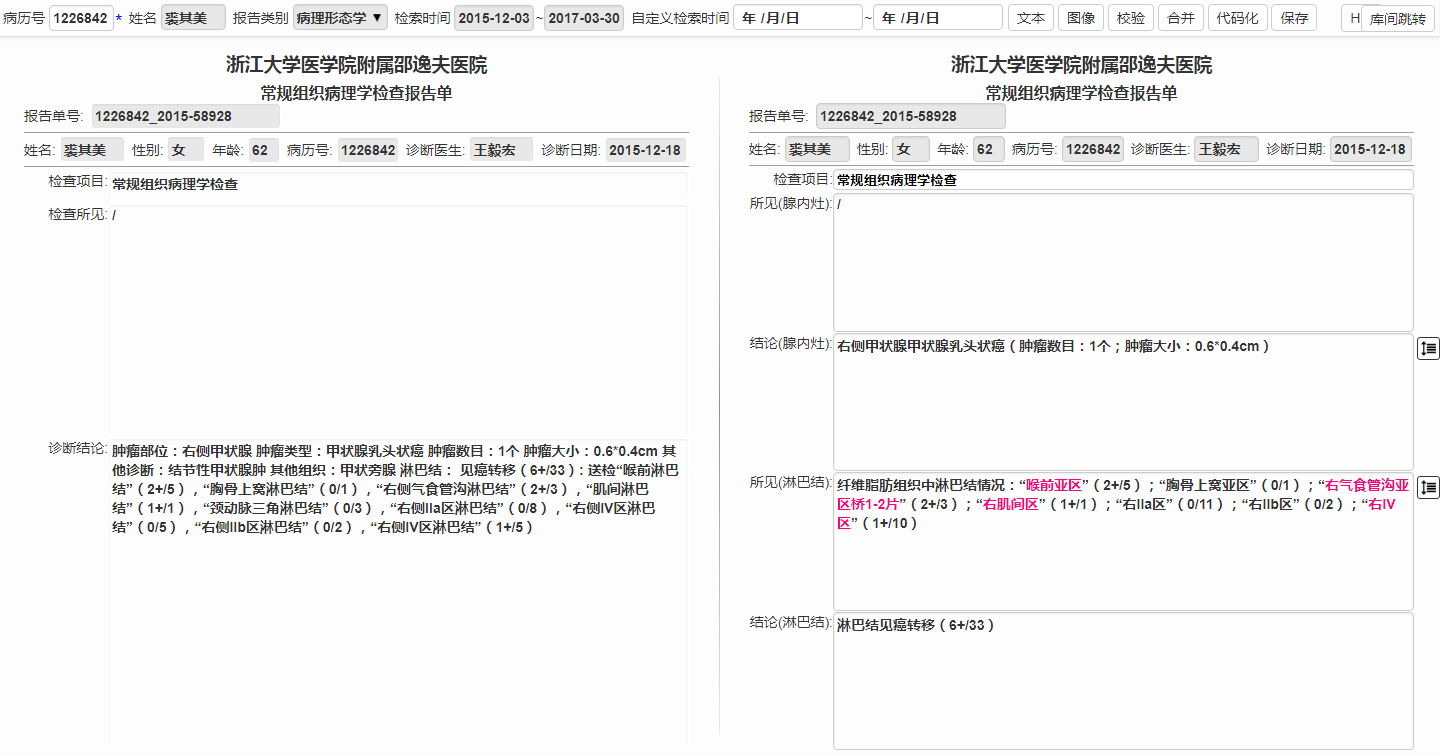 病历号 1226842 * 姓名 裘其美 报告类别 病理形态学 ▼ 检索时间 2015-12-03 ~ 2017-03-30 自定义检索时间 年 /月/日 ~ 年 /月/日 文本 图像 校验 合并 代码化 保存 H 库间跳转
浙江大学医学院附属邵逸夫医院
常规组织病理学检查报告单
报告单号: 1226842_2015-58928
姓名: 裘其美 性别: 女 年龄: 62 病历号: 1226842 诊断医生: 王毅宏 诊断日期: 2015-12-18
检查项目: 常规组织病理学检查
检查所见: /
诊断结论: 肿瘤部位：右侧甲状腺 肿瘤类型：甲状腺乳头状癌 肿瘤数目：1个 肿瘤大小：0.6*0.4cm 其
他诊断：结节性甲状腺肿 其他组织：甲状旁腺 淋巴结： 见癌转移（6+/33）: 送检“喉前淋巴
结”（2+/5），“胸骨上窝淋巴结”（0/1），“右侧气食管沟淋巴结”（2+/3），“肌间淋巴
结”（1+/1），“颈动脉三角淋巴结”（0/3），“右侧IIa区淋巴结”（0/8），“右侧IV区淋巴
结”（0/5），“右侧IIb区淋巴结”（0/2），“右侧IV区淋巴结”（1+/5）
浙江大学医学院附属邵逸夫医院
常规组织病理学检查报告单
报告单号: 1226842_2015-58928
姓名: 裘其美 性别: 女 年龄: 62 病历号: 1226842 诊断医生: 王毅宏 诊断日期: 2015-12-18
检查项目: 常规组织病理学检查
所见(腺内灶): /
结论(腺内灶): 右侧甲状腺甲状腺乳头状癌（肿瘤数目：1个；肿瘤大小：0.6*0.4cm）
所见(淋巴结): 纤维脂肪组织中淋巴结情况：“喉前亚区”（2+/5）；“胸骨上窝亚区”（0/1）；“右气食管沟亚
区桥1-2片”（2+/3）；“右肌间区”（1+/1）；“右IIa区”（0/11）；“右IIb区”（0/2）；“右IV
区”（1+/10）
结论(淋巴结): 淋巴结见癌转移（6+/33）